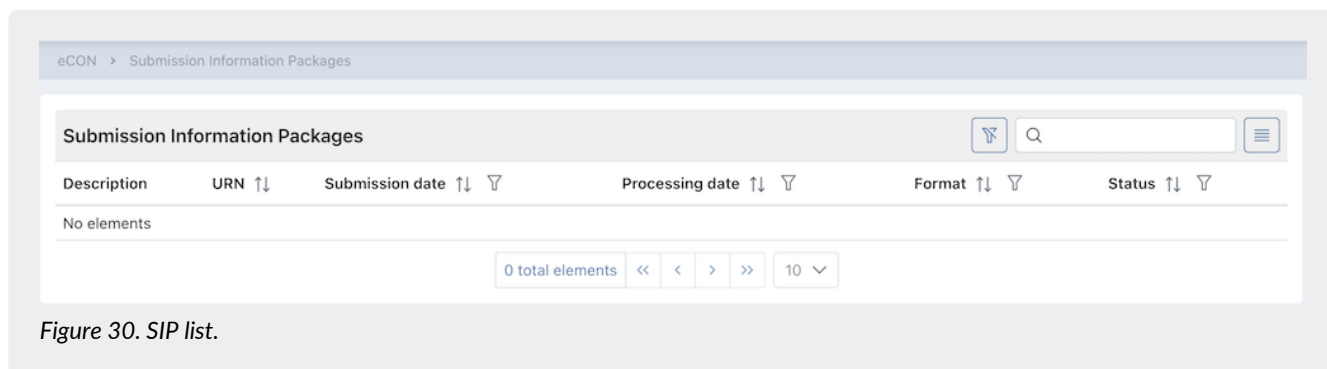 eCON > Submission Information Packages
Submission Information Packages
Description URN Submission date Processing date Format Status
No elements
0 total elements << < > >> 10
Figure 30. SIP list.